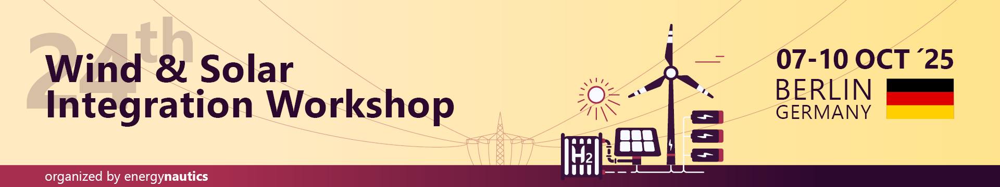 24th
Wind & Solar
Integration Workshop
07-10 OCT ´25
BERLIN
GERMANY
H2
organized by energynautics